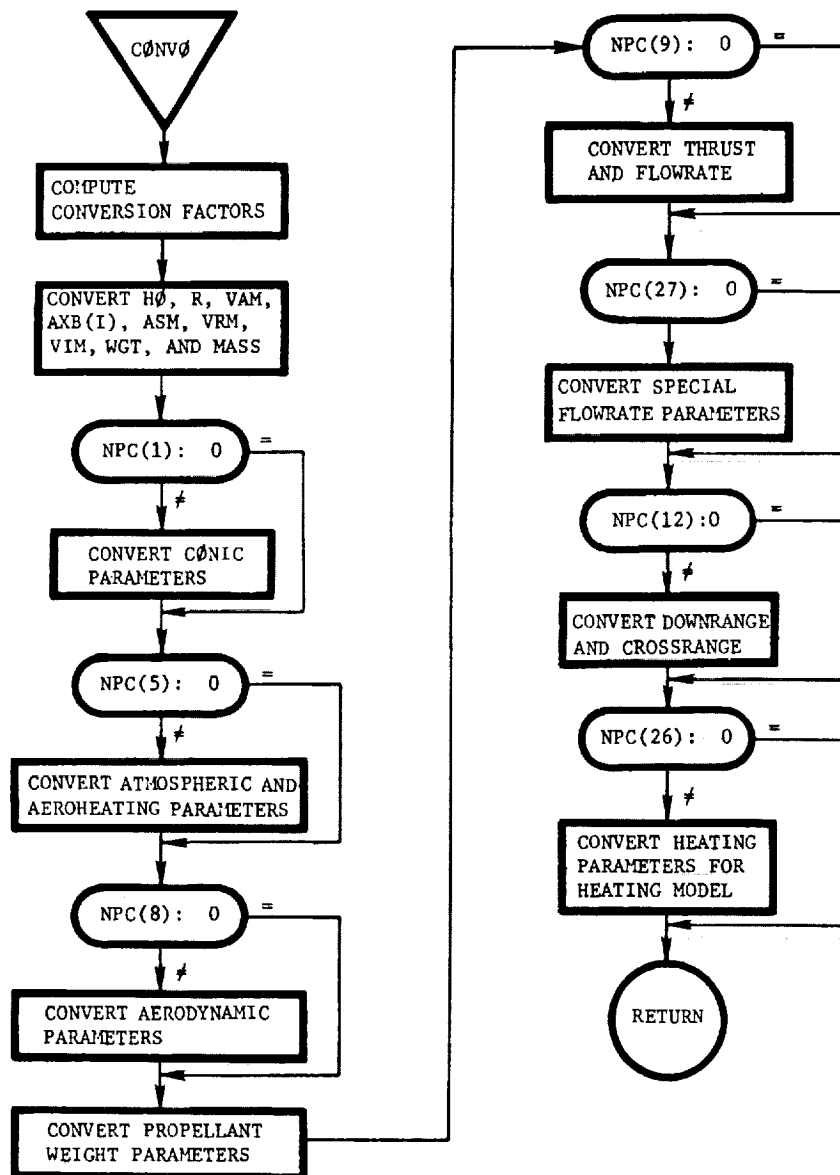 CØNVØ
COMPUTE
CONVERSION FACTORS
CONVERT HØ, R, VAM,
AXB(I), ASM, VRM,
VIM, WGT, AND MASS
NPC(1): 0
=
≠
CONVERT CØNIC
PARAMETERS
NPC(5): 0
=
≠
CONVERT ATMOSPHERIC AND
AEROHEATING PARAMETERS
NPC(8): 0
=
≠
CONVERT AERODYNAMIC
PARAMETERS
CONVERT PROPELLANT
WEIGHT PARAMETERS
NPC(9): 0
=
≠
CONVERT THRUST
AND FLOWRATE
NPC(27): 0
=
CONVERT SPECIAL
FLOWRATE PARAMETERS
NPC(12):0
=
≠
CONVERT DOWNRANGE
AND CROSSRANGE
NPC(26): 0
=
≠
CONVERT HEATING
PARAMETERS FOR
HEATING MODEL
RETURN